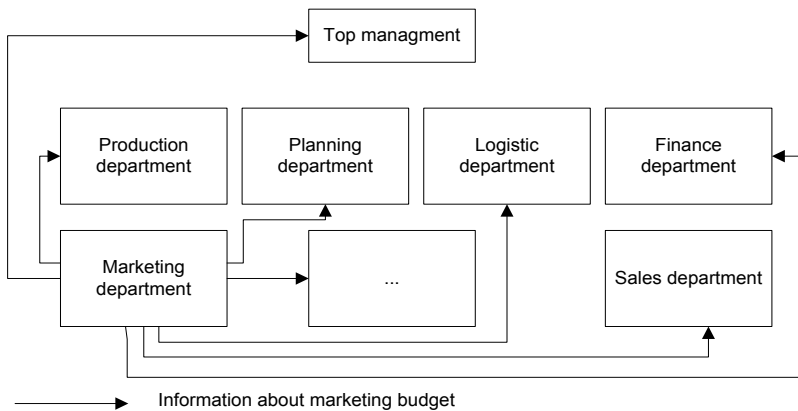 Top managment
Production
department
Planning
department
Logistic
department
Finance
department
Marketing
department
...
Sales department
Information about marketing budget